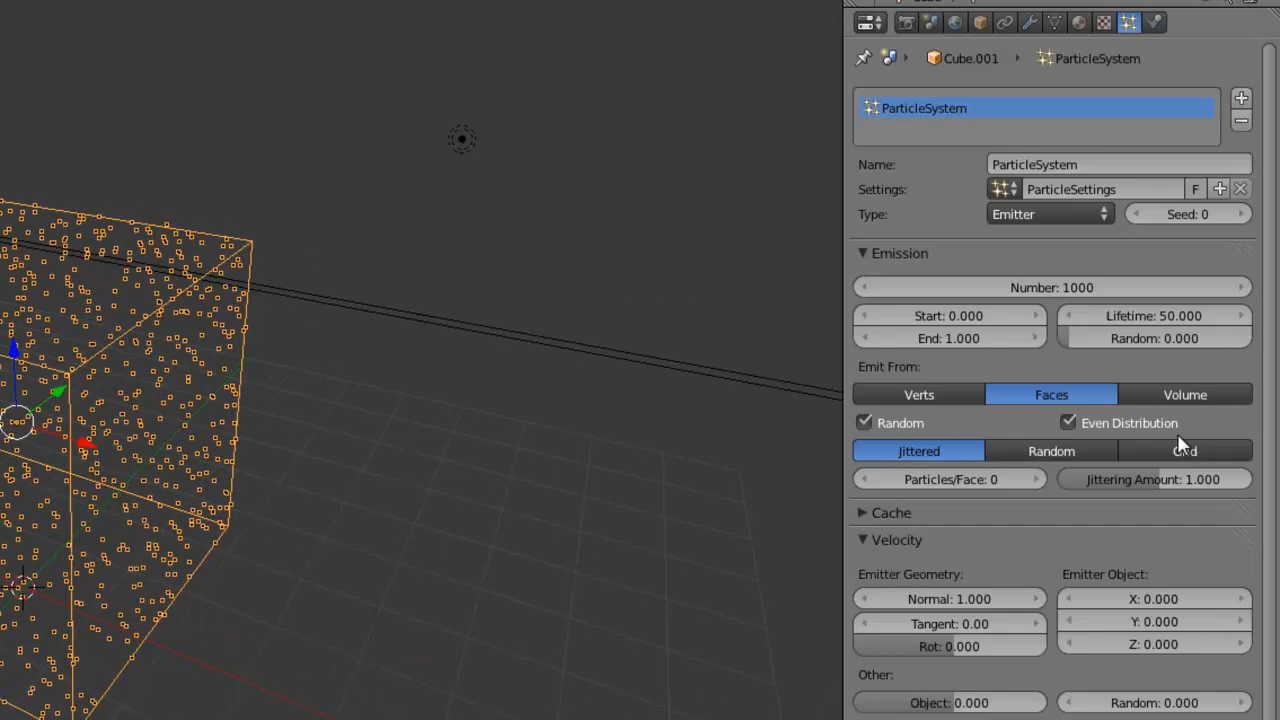 Cube.001 ParticleSystem
ParticleSystem
Name: ParticleSystem
Settings: ParticleSettings F
Type: Emitter Seed: 0
Emission
Number: 1000
Start: 0.000 Lifetime: 50.000
End: 1.000 Random: 0.000
Emit From:
Verts Faces Volume
Random Even Distribution
Jittered Random
Particles/Face: 0 Jittering Amount: 1.000
Cache
Velocity
Emitter Geometry: Emitter Object:
Normal: 1.000 X: 0.000
Tangent: 0.00 Y: 0.000
Rot: 0.000 Z: 0.000
Other:
Object: 0.000 Random: 0.000